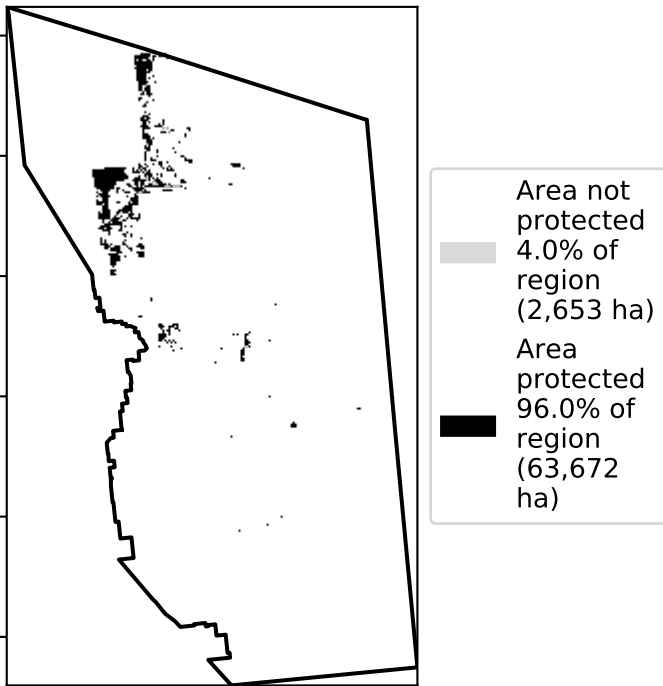 Area not
protected
4.0% of
region
(2,653 ha)
Area
protected
96.0% of
region
(63,672
ha)